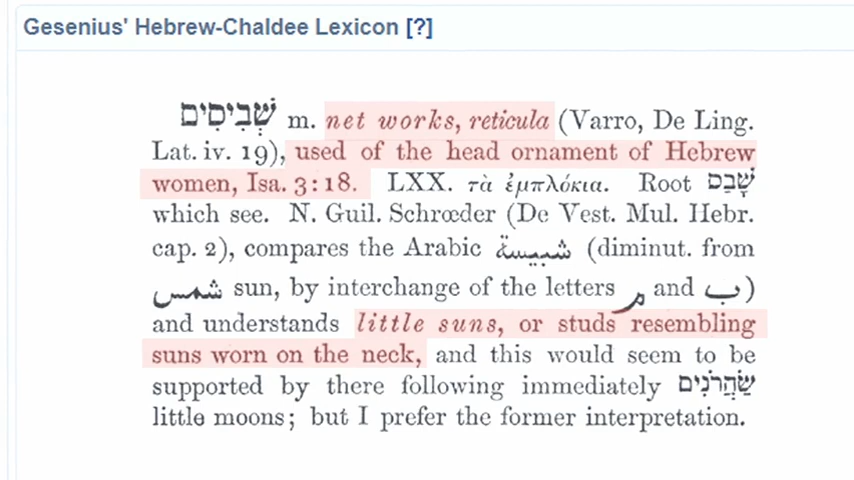 Gesenius' Hebrew-Chaldee Lexicon [?]
שְׁבִיסִים m. net works, reticula (Varro, De Ling.
Lat. iv. 19), used of the head ornament of Hebrew
women, Isa. 3:18. LXX. τὰ ἐμπλόκια. Root שָׁבַס
which see. N. Guil. Schrœder (De Vest. Mul. Hebr.
cap. 2), compares the Arabic شبيسة (diminut. from
شمس sun, by interchange of the letters م and ب)
and understands little suns, or studs resembling
suns worn on the neck, and this would seem to be
supported by there following immediately שַׂהֲרֹנִים
little moons; but I prefer the former interpretation.